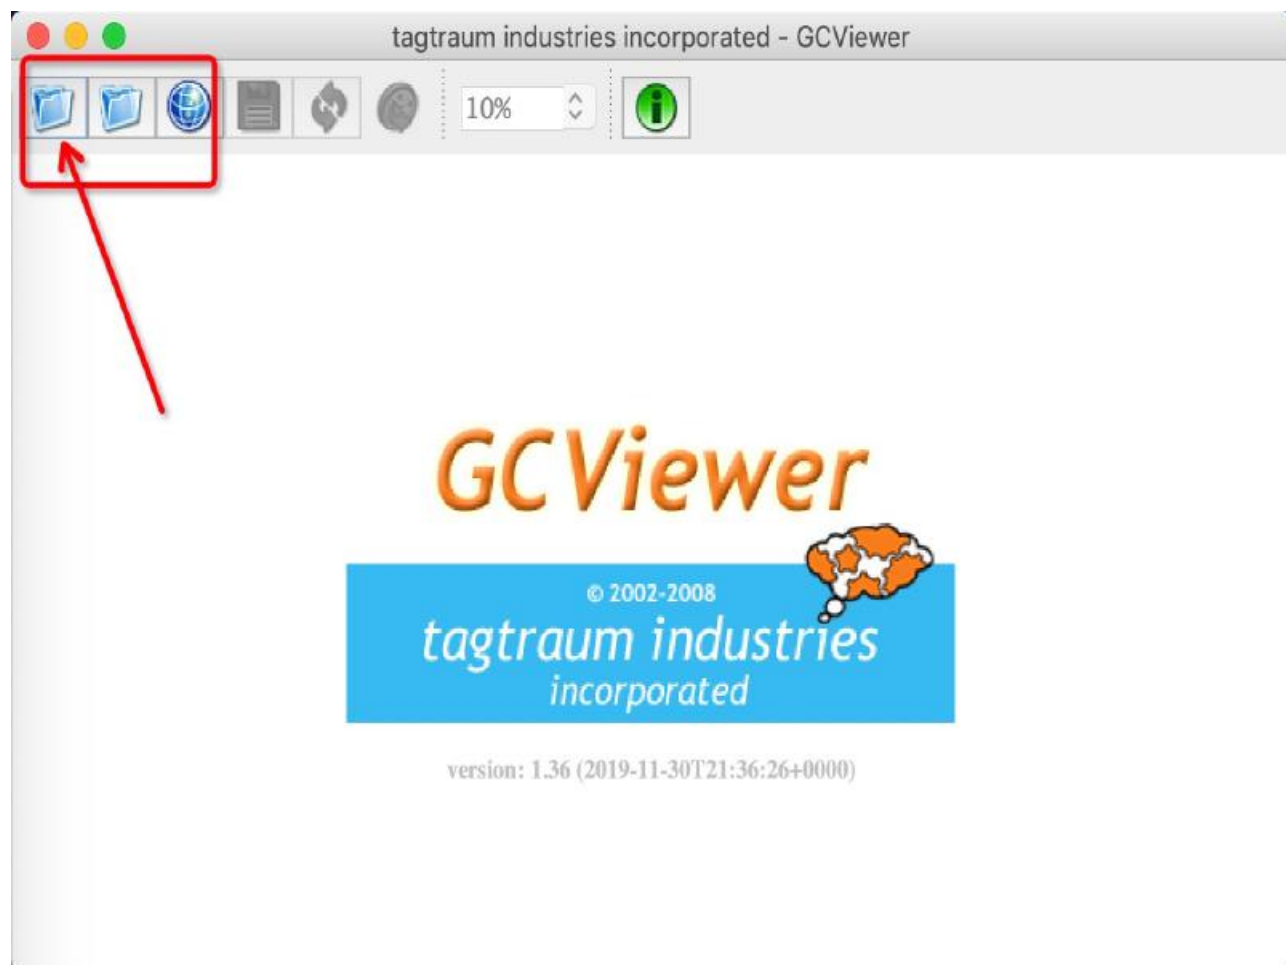 tagtraum industries incorporated - GCViewer
10%
GCViewer
© 2002-2008
tagtraum industries
incorporated
version: 1.36 (2019-11-30T21:36:26+0000)